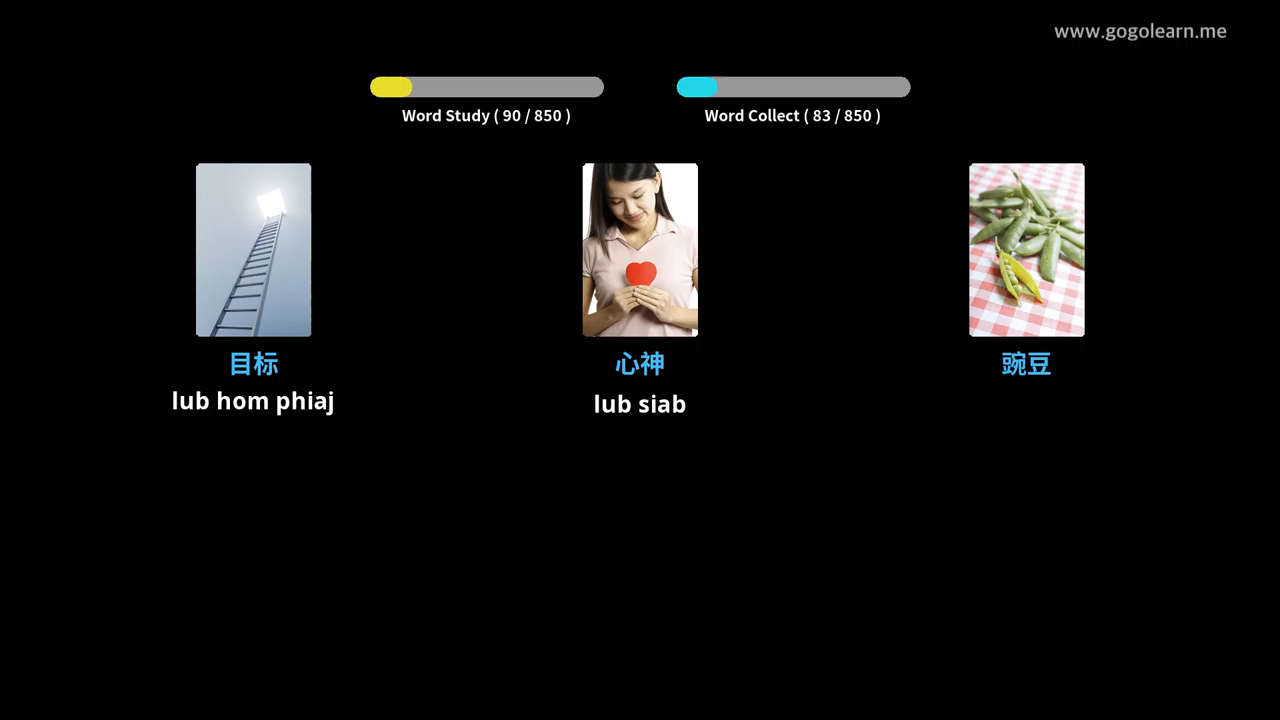 www.gogolearn.me
Word Study ( 90 / 850 )
Word Collect ( 83 / 850 )
目标
心神
豌豆
lub hom phiaj
lub siab